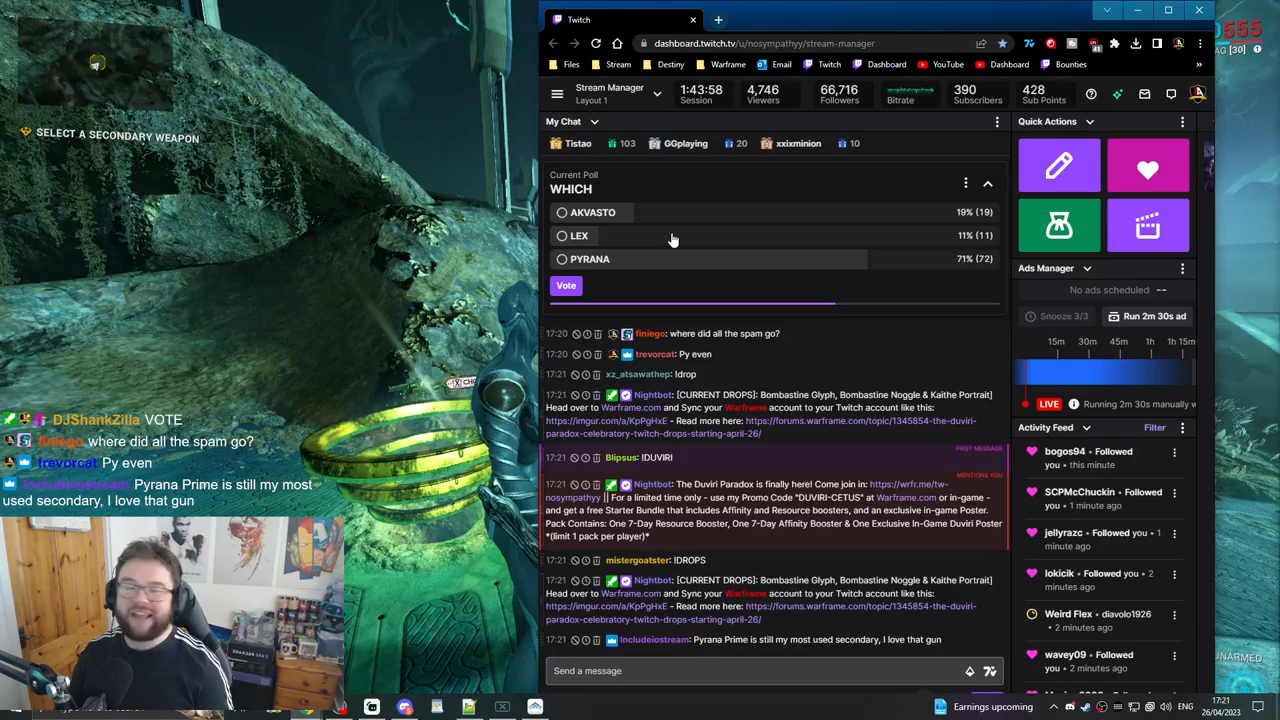 Twitch
555
AG [30]
dashboard.twitch.tv/u/nosympathyy/stream-manager
41
Files Stream Destiny Warframe Email Twitch Dashboard YouTube Dashboard Bounties »
SELECT A SECONDARY WEAPON
Stream Manager
Layout 1
1:43:58
Session
4,746
Viewers
66,716
Followers
Bitrate
390
Subscribers
428
Sub Points
My Chat
Quick Actions
Tistao 103 GGplaying 20 xxixminion 10
Current Poll
WHICH
AKVASTO 19% (19)
LEX 11% (11)
PYRANA 71% (72)
Vote
17:20 finiego: where did all the spam go?
17:20 trevorcat: Py even
17:21 xz_atsawathep: !drop
17:21 Nightbot: [CURRENT DROPS]: Bombastine Glyph, Bombastine Noggle & Kaithe Portrait]
Head over to Warframe.com and Sync your Warframe account to your Twitch account like this:
https://imgur.com/a/KpPgHxE - Read more here: https://forums.warframe.com/topic/1345854-the-duviri-
paradox-celebratory-twitch-drops-starting-april-26/
FIRST MESSAGE
17:21 Blipsus: !DUVIRI
MENTIONS YOU
17:21 Nightbot: The Duviri Paradox is finally here! Come join in: https://wfr.me/tw-
nosympathyy || For a limited time only - use my Promo Code "DUVIRI-CETUS" at Warframe.com or in-game -
and get a free Starter Bundle that includes Affinity and Resource boosters, and an exclusive in-game Poster.
Pack Contains: One 7-Day Resource Booster, One 7-Day Affinity Booster & One Exclusive In-Game Duviri Poster
*(limit 1 pack per player)*
17:21 mistergoatster: !DROPS
17:21 Nightbot: [CURRENT DROPS]: Bombastine Glyph, Bombastine Noggle & Kaithe Portrait]
Head over to Warframe.com and Sync your Warframe account to your Twitch account like this:
https://imgur.com/a/KpPgHxE - Read more here: https://forums.warframe.com/topic/1345854-the-duviri-
paradox-celebratory-twitch-drops-starting-april-26/
17:21 Includeiostream: Pyrana Prime is still my most used secondary, I love that gun
Send a message
Ads Manager
No ads scheduled --
Snooze 3/3 Run 2m 30s ad
15m 30m 45m 1h 1h 15m
LIVE Running 2m 30s manually w
Activity Feed Filter
bogos94 • Followed
you • this minute
SCPMcChuckin • Followed
you • 1 minute ago
jellyrazc • Followed you • 1
minute ago
lokicik • Followed you • 2
minutes ago
Weird Flex • diavolo1926
• 2 minutes ago
wavey09 • Followed
you • 2 minutes ago
DJShankZilla VOTE
finiego: where did all the spam go?
trevorcat: Py even
Includeiostream: Pyrana Prime is still my most
used secondary, I love that gun
UNARMED
Earnings upcoming
ENG
17:21
26/04/2023